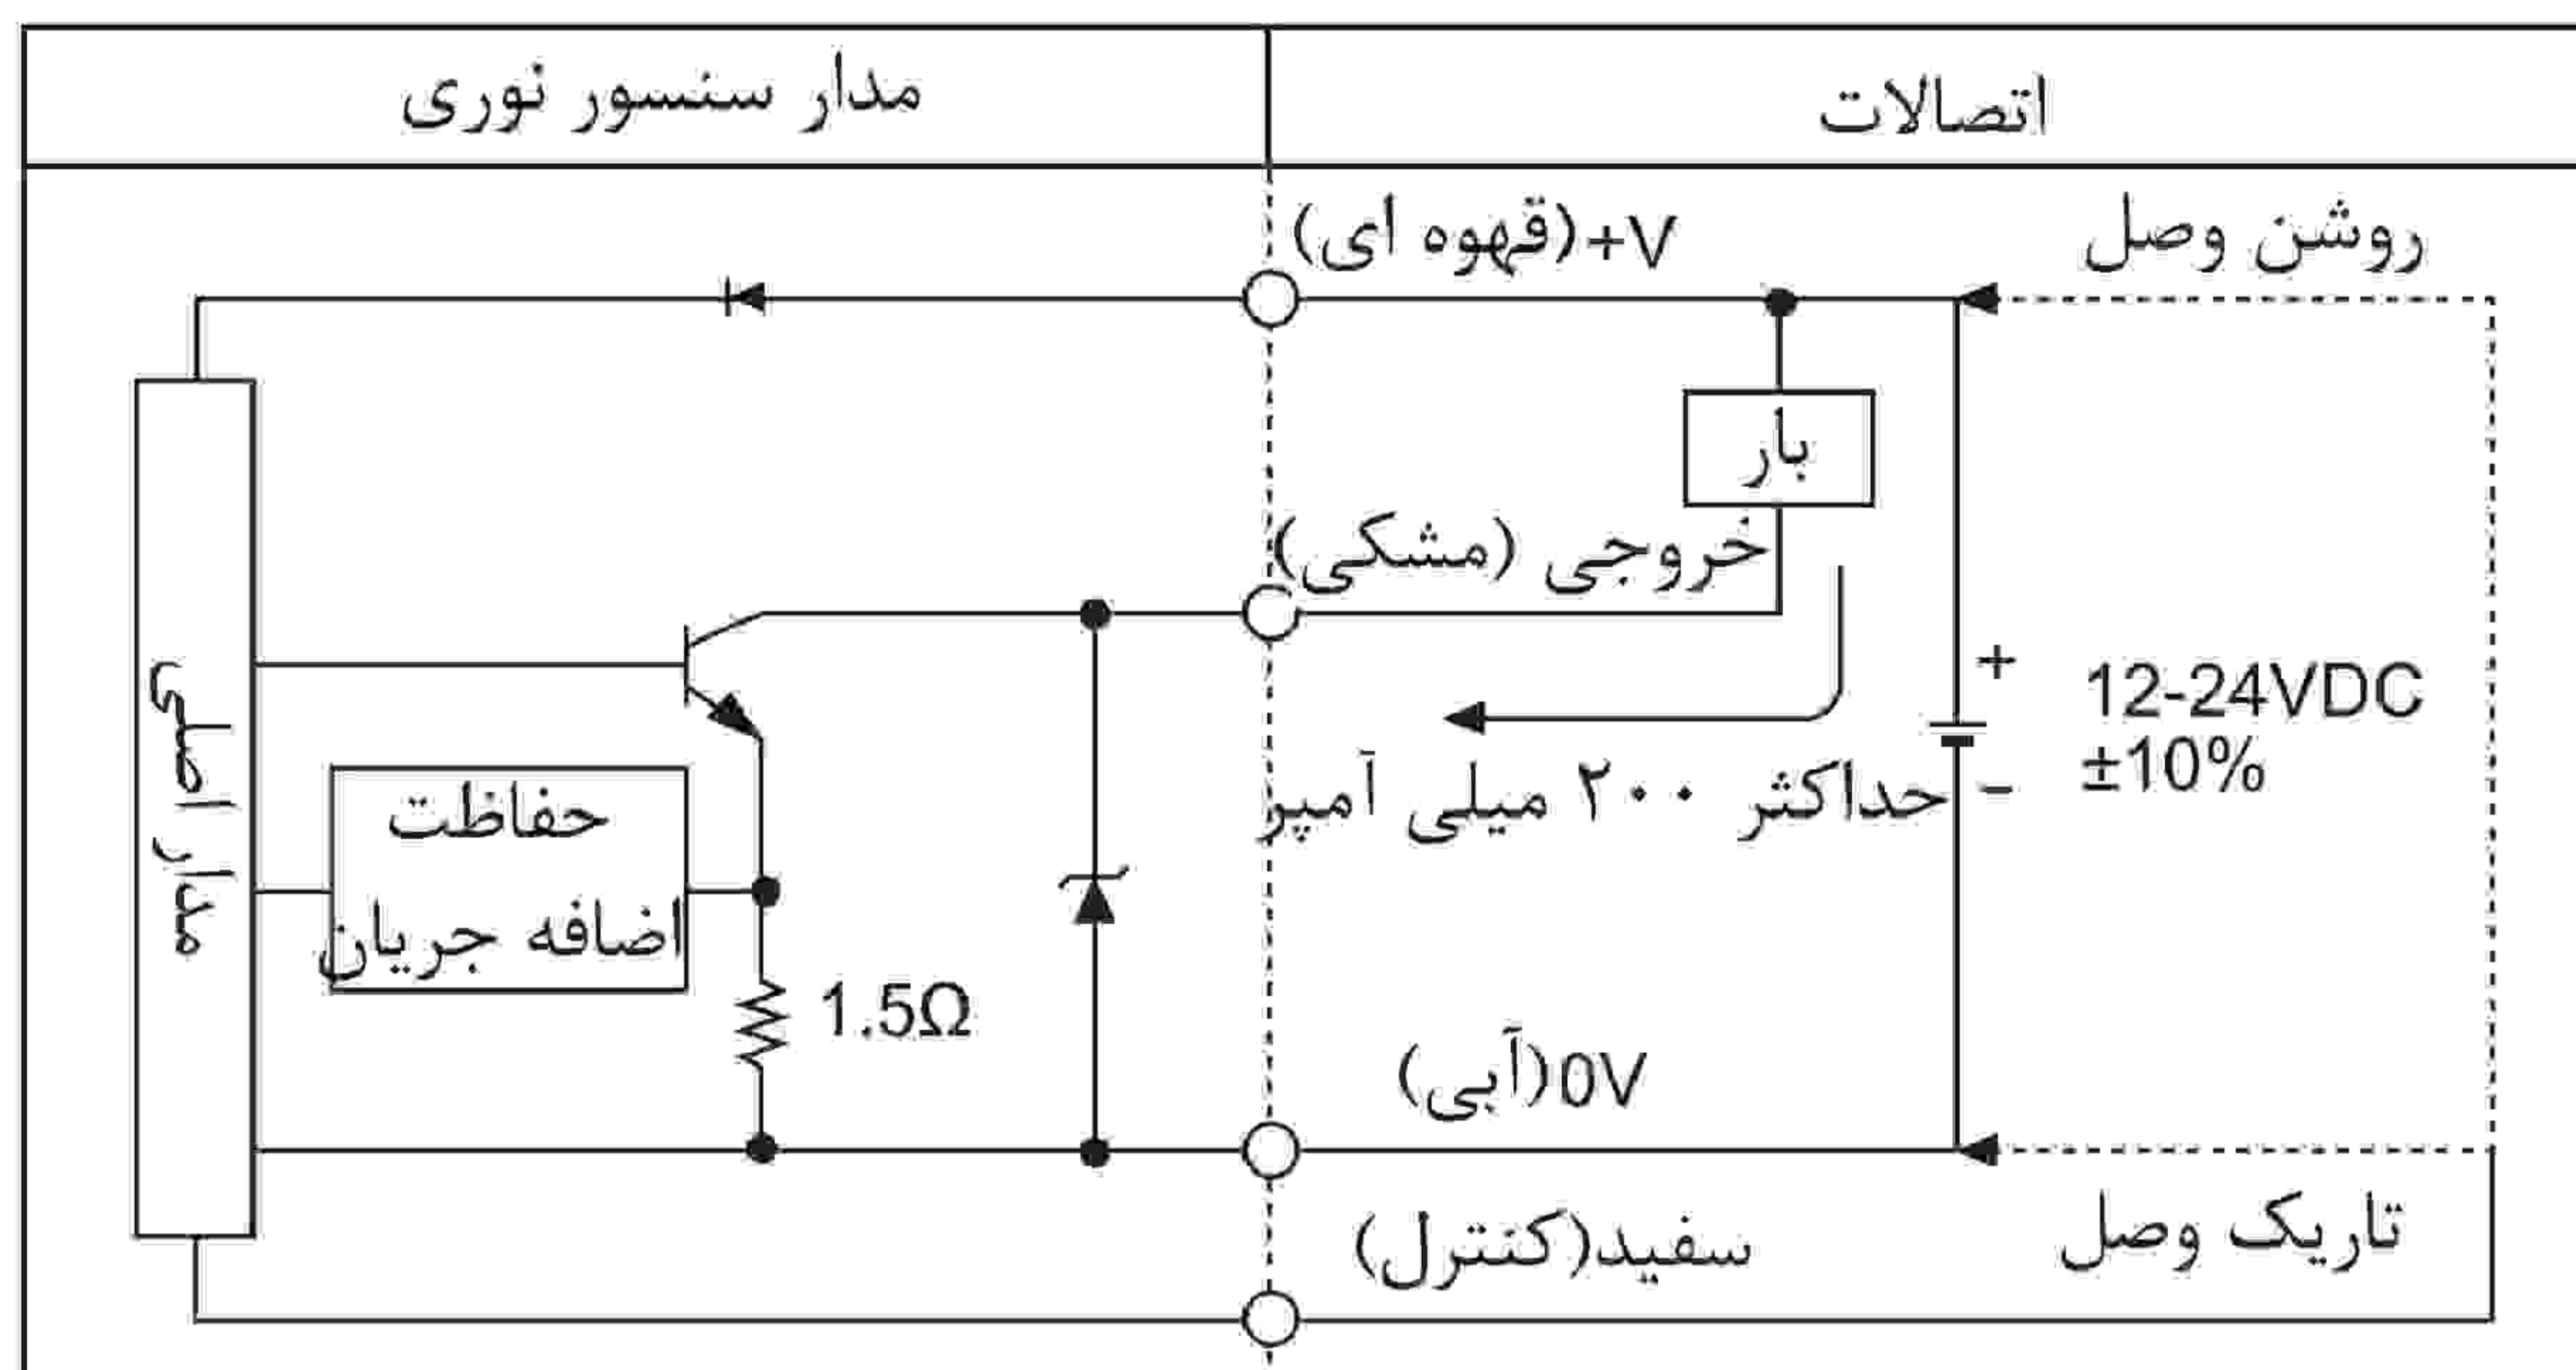 مدار سنسور نوری
اتصالات
(قهوه ای)+V
روشن وصل
بار
خروجی (مشکی)
مدار اصلی
حفاظت
اضافه جریان
1.5Ω
حداکثر ۲۰۰ میلی آمپر
+
−
12-24VDC
±10%
(آبی)0V
سفید(کنترل)
تاریک وصل